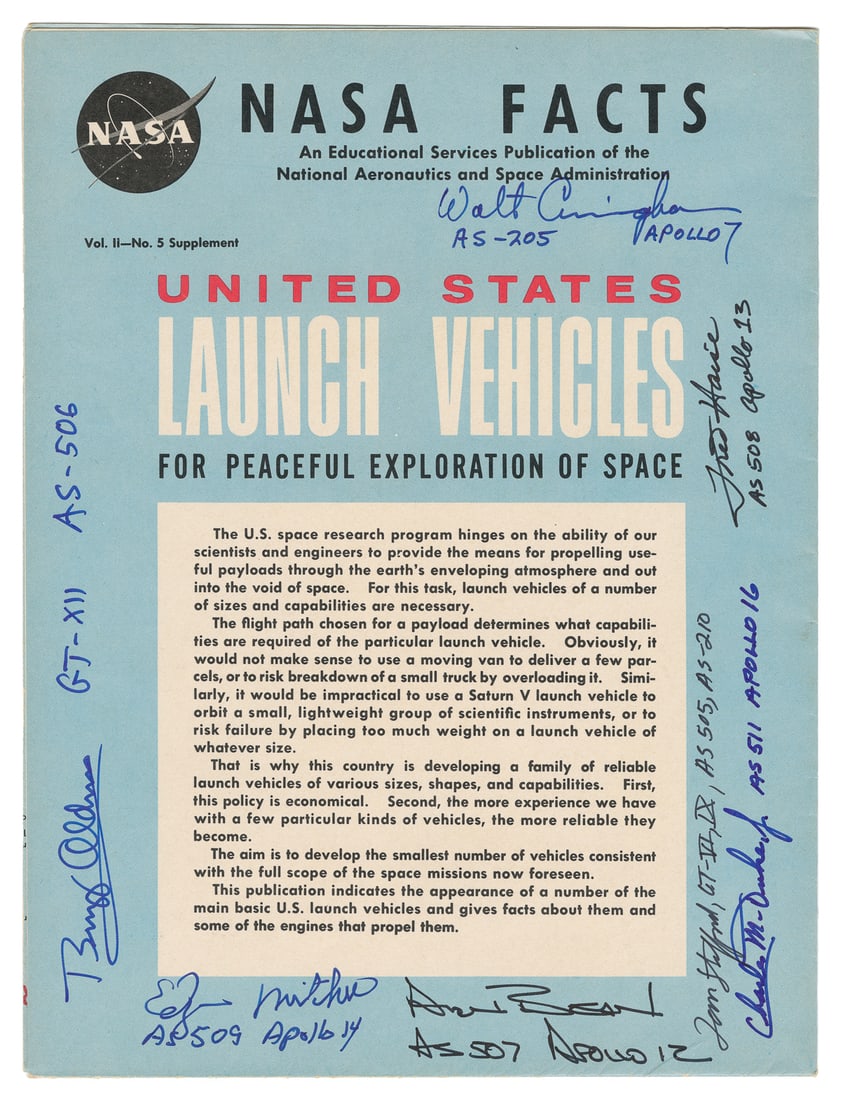 NASA
NASA FACTS
An Educational Services Publication of the
National Aeronautics and Space Administration
Walt Cunningham
AS-205 APOLLO 7
Vol. II—No. 5 Supplement
UNITED STATES
LAUNCH VEHICLES
FOR PEACEFUL EXPLORATION OF SPACE
The U.S. space research program hinges on the ability of our
scientists and engineers to provide the means for propelling use-
ful payloads through the earth's enveloping atmosphere and out
into the void of space. For this task, launch vehicles of a number
of sizes and capabilities are necessary.
The flight path chosen for a payload determines what capabili-
ties are required of the particular launch vehicle. Obviously, it
would not make sense to use a moving van to deliver a few par-
cels, or to risk breakdown of a small truck by overloading it. Simi-
larly, it would be impractical to use a Saturn V launch vehicle to
orbit a small, lightweight group of scientific instruments, or to
risk failure by placing too much weight on a launch vehicle of
whatever size.
That is why this country is developing a family of reliable
launch vehicles of various sizes, shapes, and capabilities. First,
this policy is economical. Second, the more experience we have
with a few particular kinds of vehicles, the more reliable they
become.
The aim is to develop the smallest number of vehicles consistent
with the full scope of the space missions now foreseen.
This publication indicates the appearance of a number of the
main basic U.S. launch vehicles and gives facts about them and
some of the engines that propel them.
Buzz Aldrin GT-XII AS-506
Fred Haise
AS 508 Apollo 13
Tom Stafford, GT-VI, IX, AS 505, AS-210
Charles M. Duke, Jr. AS 511 APOLLO 16
Edgar Mitchell
AS 509 Apollo 14
Alan Bean
AS 507 APOLLO 12